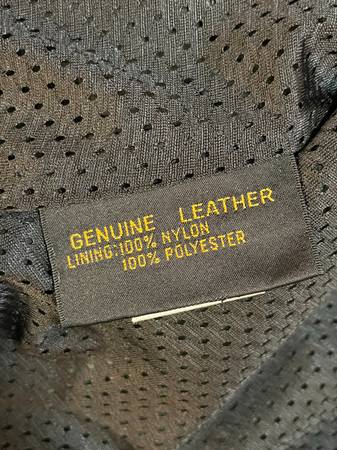 GENUINE LEATHER
LINING:100% NYLON
100% POLYESTER